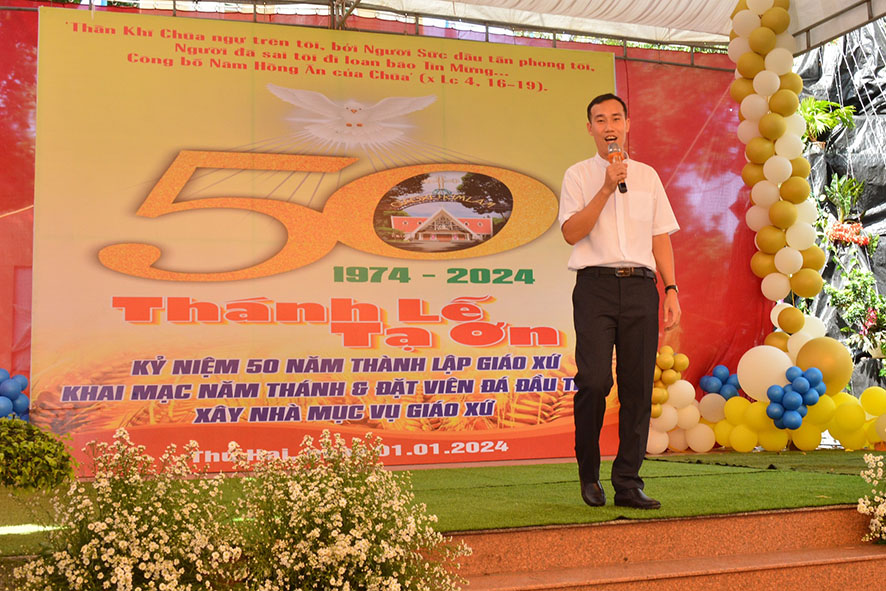 'Thần Khí Chúa ngự trên tôi, bởi Người Sức dầu tấn phong tôi,
Người đã sai tôi đi loan báo Tin Mừng...
Công bố Năm Hồng Ân của Chúa' (x Lc 4, 16-19).
50
1974 - 2024
Thánh Lễ
Tạ Ơn
KỶ NIỆM 50 NĂM THÀNH LẬP GIÁO XỨ
KHAI MẠC NĂM THÁNH & ĐẶT VIÊN ĐÁ ĐẦU T
XÂY NHÀ MỤC VỤ GIÁO XỨ
Thứ Hai, 01.01.2024